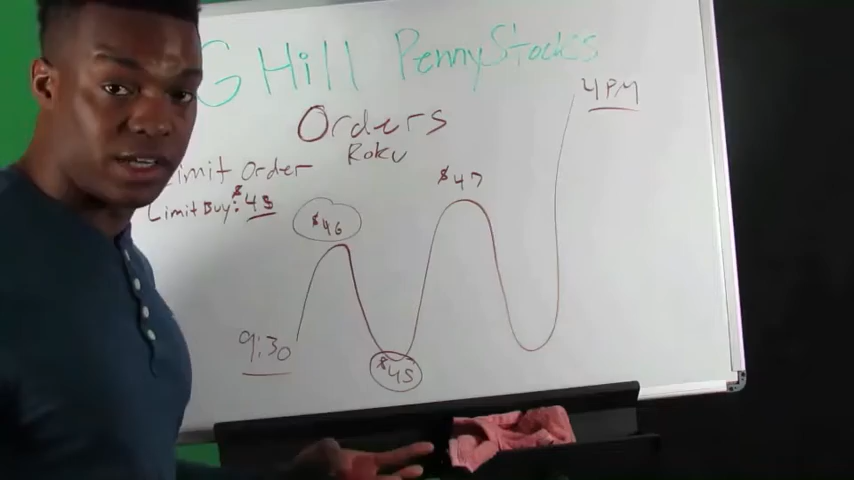 G Hill PennyStocks
Orders
Roku
Limit Order
Limit Buy: $45
$46
$47
4PM
9:30
$45